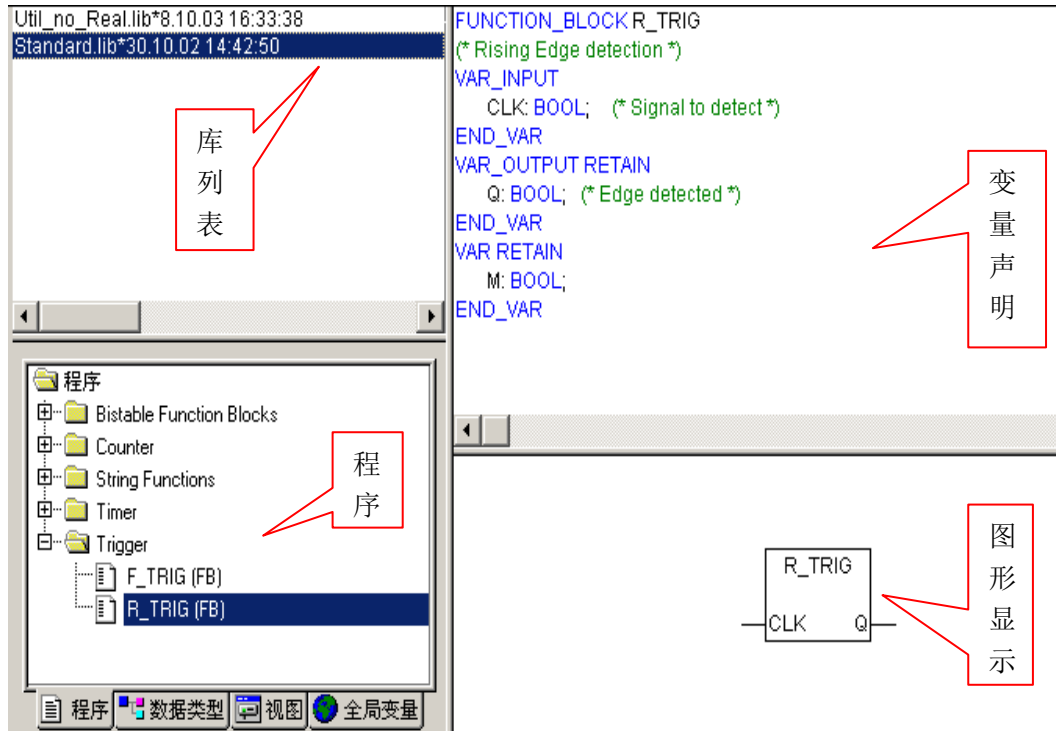 Util_no_Real.lib*8.10.03 16:33:38
Standard.lib*30.10.02 14:42:50
库
列
表
FUNCTION_BLOCK R_TRIG
(* Rising Edge detection *)
VAR_INPUT
CLK: BOOL; (* Signal to detect *)
END_VAR
VAR_OUTPUT RETAIN
Q: BOOL; (* Edge detected *)
END_VAR
VAR RETAIN
M: BOOL;
END_VAR
变
量
声
明
程序
Bistable Function Blocks
Counter
String Functions
Timer
Trigger
F_TRIG (FB)
R_TRIG (FB)
程
序
程序 数据类型 视图 全局变量
R_TRIG
CLK Q
图
形
显
示